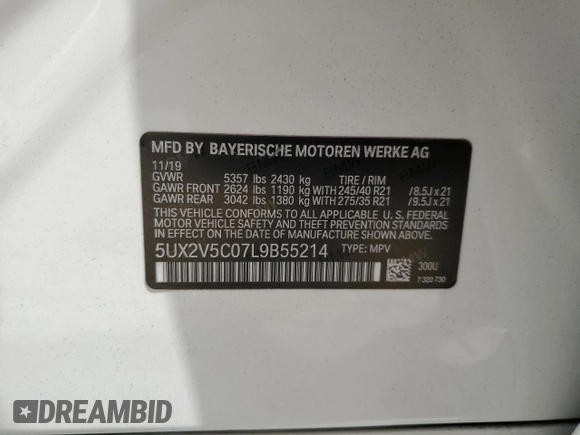 MFD BY BAYERISCHE MOTOREN WERKE AG
11/19
GVWR 5357 lbs 2430 kg TIRE / RIM
GAWR FRONT 2624 lbs 1190 kg WITH 245/40 R21 /8.5J x 21
GAWR REAR 3042 lbs 1380 kg WITH 275/35 R21 /9.5J x 21
THIS VEHICLE CONFORMS TO ALL APPLICABLE U. S. FEDERAL
MOTOR VEHICLE SAFETY STANDARDS IN EFFECT ON THE DATE OF
MANUFACTURE SHOWN ABOVE.
5UX2V5C07L9B55214 TYPE: MPV
300U
7 320 730
DREAMBID